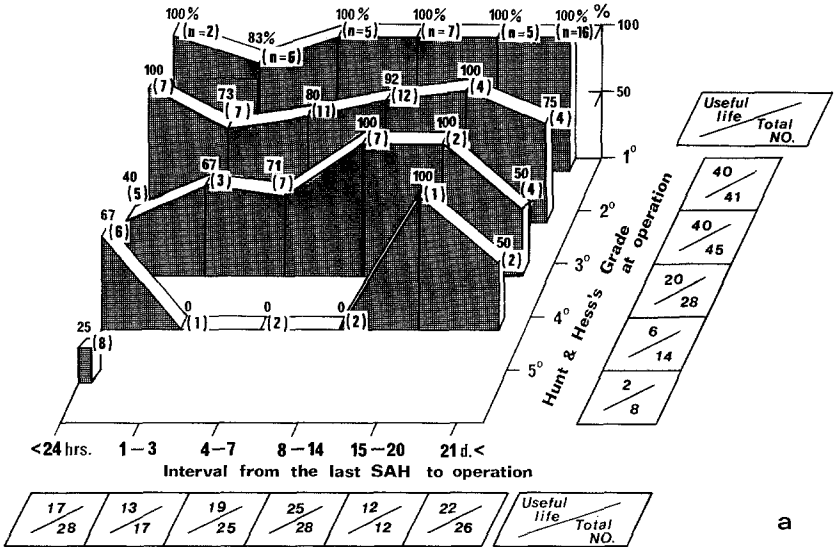 100% 83% 100% 100% 100% 100% %
(n=2) (n=6) (n=5) (n=7) (n=5) (n=16) 100
100 73 80 92 100 75 50
(7) (7) (11) (12) (4) (4)
1°
40 67 71 100 100 50
(5) (3) (7) (7) (2) (4)
2°
67 0 0 0 100 50
(6) (1) (2) (2) (1) (2)
3°
4°
25
(8)
5°
Hunt & Hess's Grade
at operation
Useful
life
Total
NO.
40
41
40
45
20
28
6
14
2
8
<24 hrs. 1−3 4−7 8−14 15−20 21 d.<
Interval from the last SAH to operation
17 13 19 25 12 22
28 17 25 28 12 26
Useful
life
Total
NO.
a